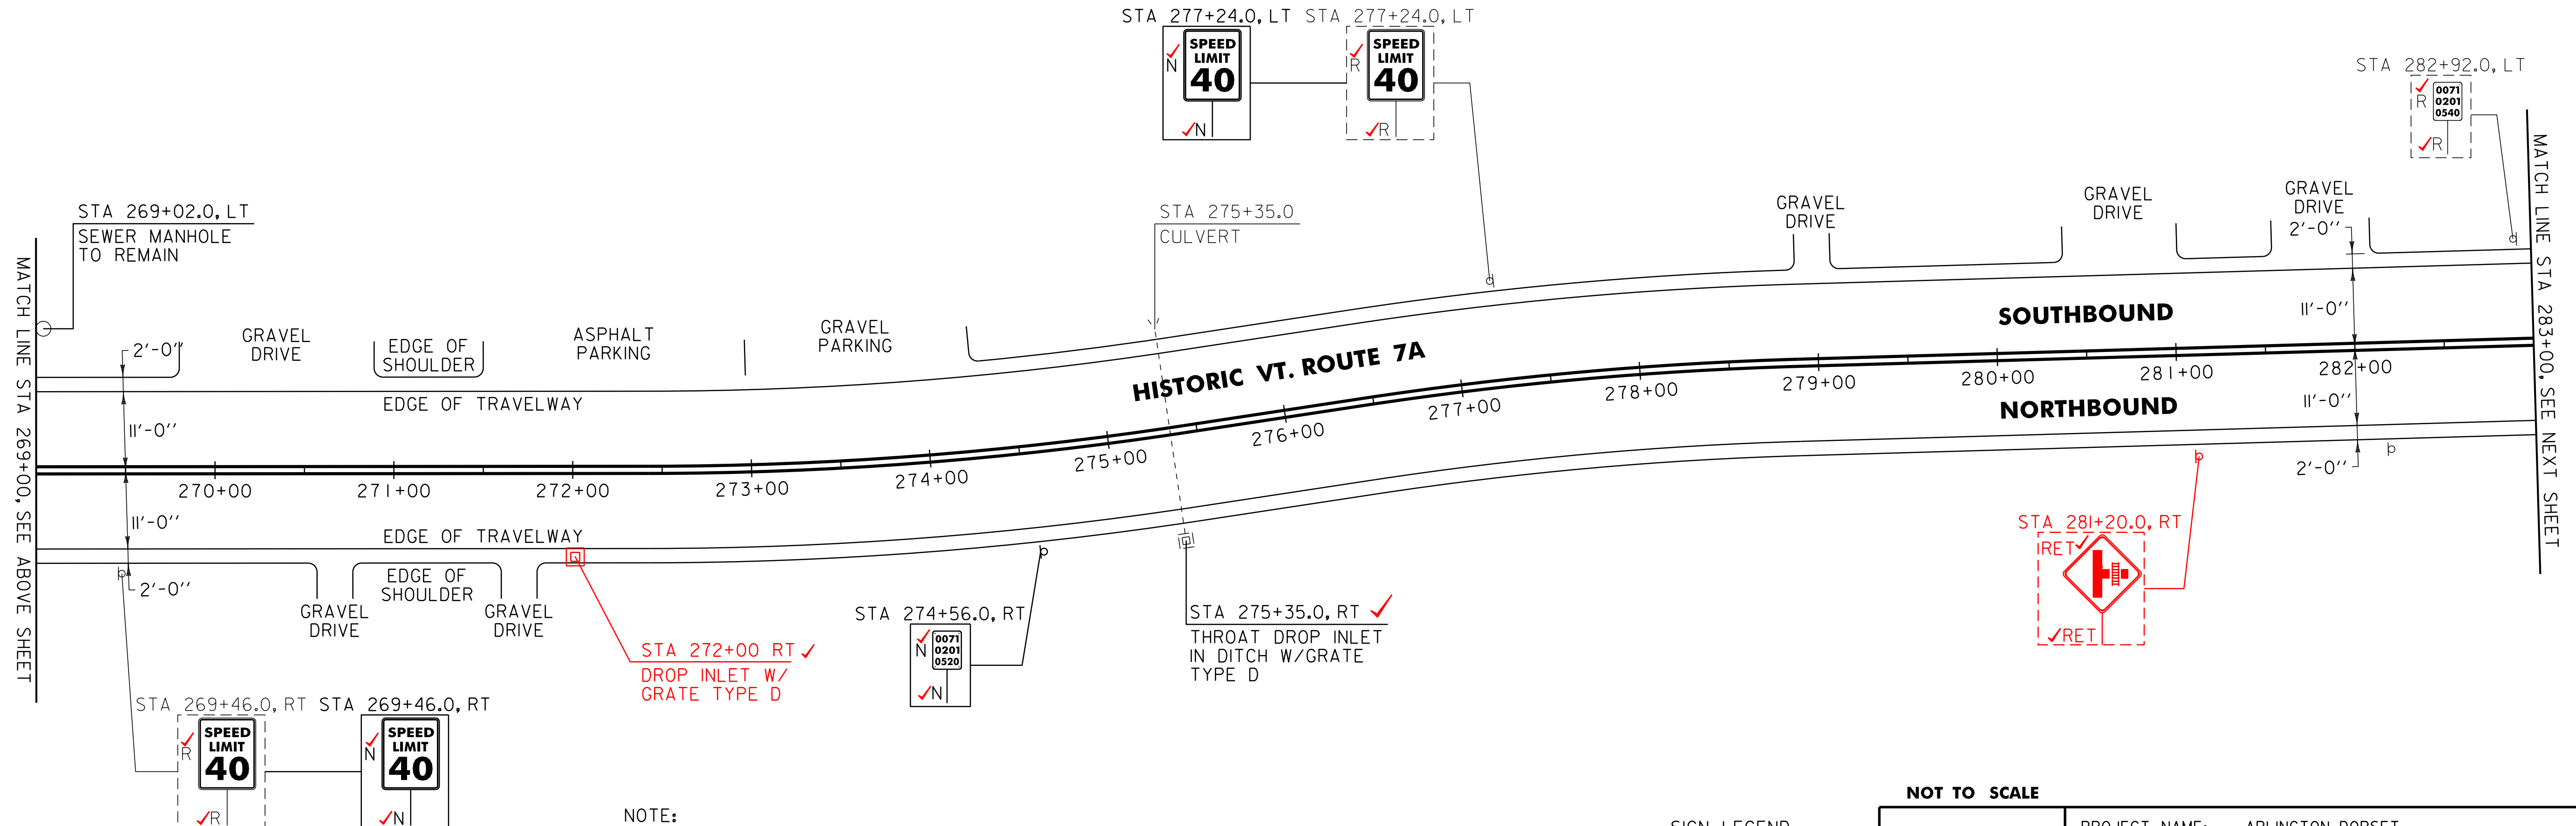 STA 277+24.0, LT
STA 277+24.0, LT
N
SPEED
LIMIT
40
N
R
SPEED
LIMIT
40
R
STA 282+92.0, LT
R
0071
0201
0540
R
MATCH LINE STA 269+00, SEE ABOVE SHEET
STA 269+02.0, LT
SEWER MANHOLE
TO REMAIN
STA 275+35.0
CULVERT
GRAVEL
DRIVE
GRAVEL
DRIVE
GRAVEL
DRIVE
2'-0''
MATCH LINE STA 283+00, SEE NEXT SHEET
2'-0''
GRAVEL
DRIVE
EDGE OF
SHOULDER
ASPHALT
PARKING
GRAVEL
PARKING
EDGE OF TRAVELWAY
HISTORIC VT. ROUTE 7A
SOUTHBOUND
NORTHBOUND
11'-0''
11'-0''
11'-0''
11'-0''
270+00
271+00
272+00
273+00
274+00
275+00
276+00
277+00
278+00
279+00
280+00
281+00
282+00
EDGE OF TRAVELWAY
2'-0''
2'-0''
GRAVEL
DRIVE
EDGE OF
SHOULDER
GRAVEL
DRIVE
STA 272+00 RT
DROP INLET W/
GRATE TYPE D
STA 274+56.0, RT
N
0071
0201
0520
N
STA 275+35.0, RT
THROAT DROP INLET
IN DITCH W/GRATE
TYPE D
STA 281+20.0, RT
RET
RET
STA 269+46.0, RT
STA 269+46.0, RT
R
SPEED
LIMIT
40
R
N
SPEED
LIMIT
40
N
NOTE:
NOT TO SCALE
SIGN LEGEND
PROJECT NAME: ARLINGTON-DORSET